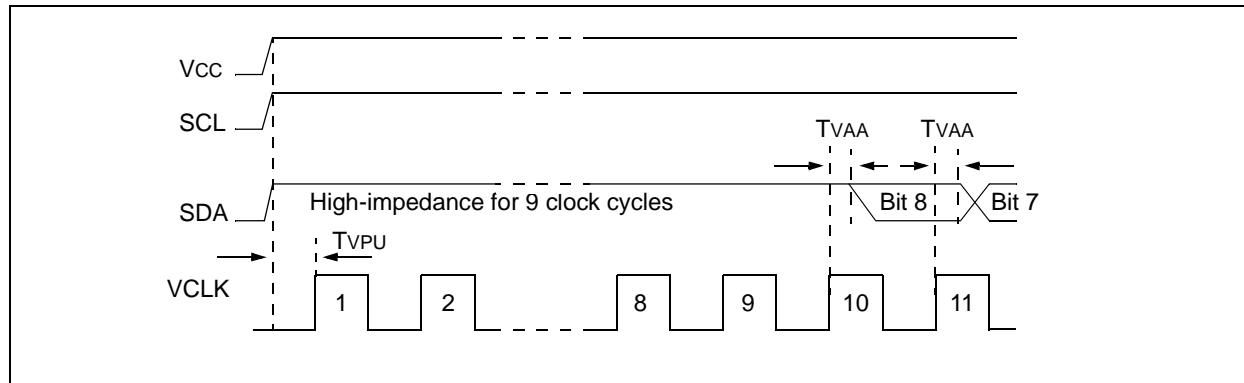 VCC
SCL
TVAA TVAA
SDA High-impedance for 9 clock cycles Bit 8 Bit 7
TVPU
VCLK 1 2 8 9 10 11